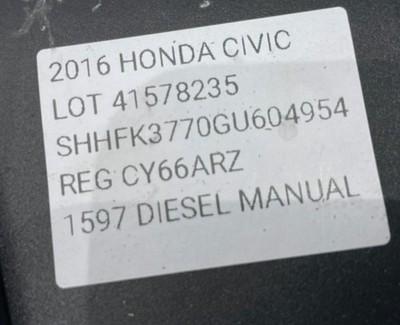 2016 HONDA CIVIC
LOT 41578235
SHHFK3770GU604954
REG CY66ARZ
1597 DIESEL MANUAL